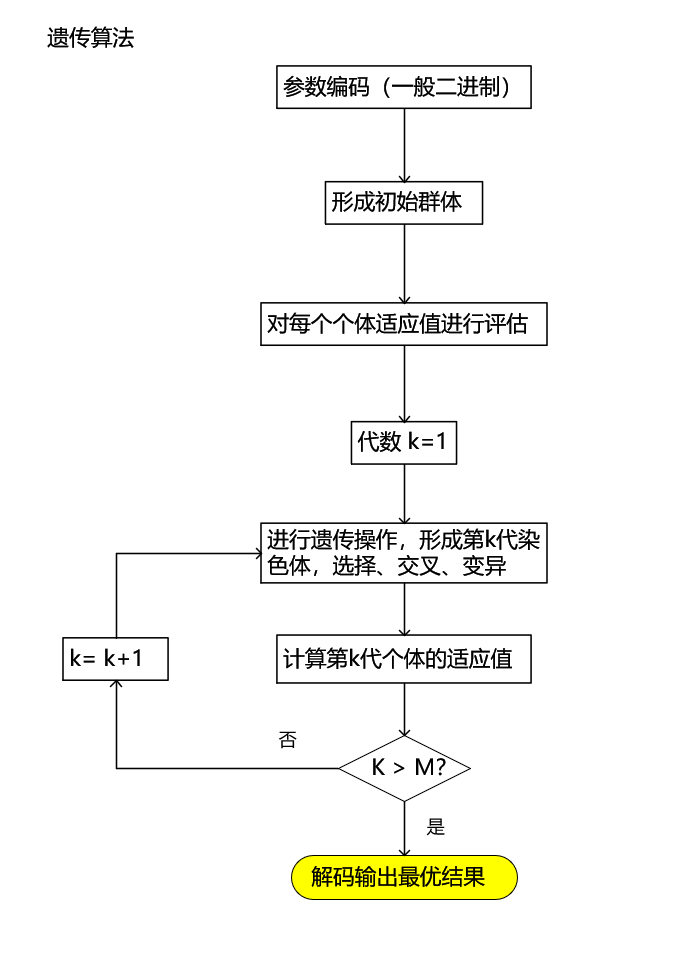 遗传算法
参数编码（一般二进制）
形成初始群体
对每个个体适应值进行评估
代数 k=1
进行遗传操作，形成第k代染
色体，选择、交叉、变异
k= k+1
计算第k代个体的适应值
否
K > M?
是
解码输出最优结果